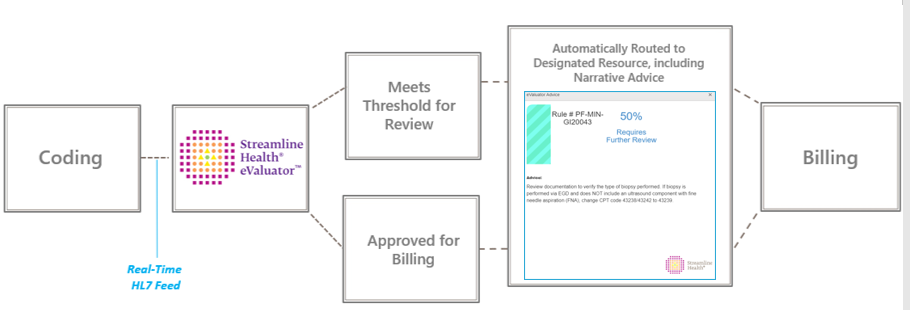 Coding
Real-Time
HL7 Feed
Streamline
Health®
eValuator™
Meets
Threshold for
Review
Approved for
Billing
Automatically Routed to
Designated Resource, including
Narrative Advice
eValuator Advice
×
Rule # PF-MIN-
GI20043
50%
Requires
Further Review
Advice:
Review documentation to verify the type of biopsy performed. If biopsy is
performed via EGD and does NOT include an ultrasound component with fine
needle aspiration (FNA), change CPT code 43238/43242 to 43239.
Streamline
Health®
Billing